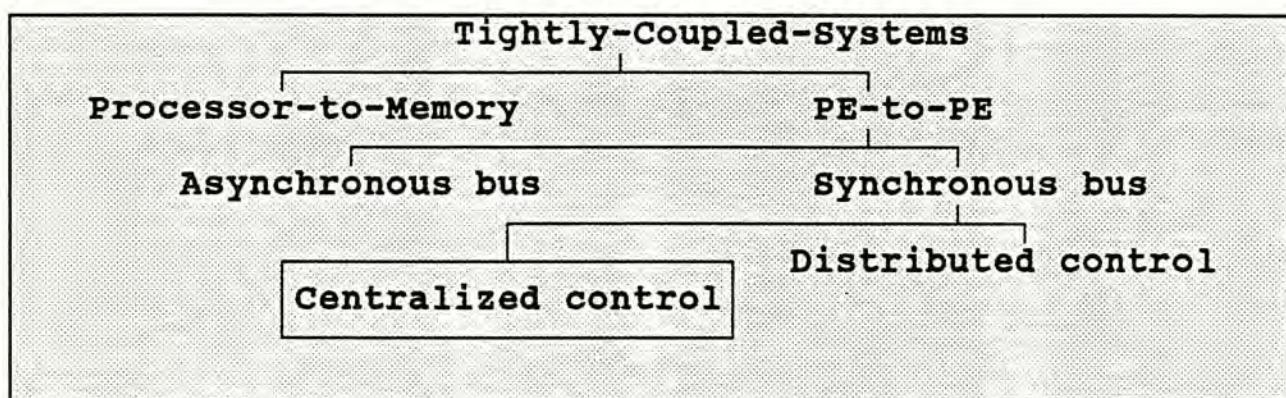 Tightly-Coupled-Systems
Processor-to-Memory PE-to-PE
Asynchronous bus Synchronous bus
Distributed control
Centralized control